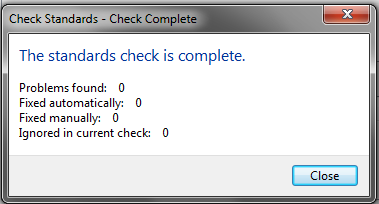 Check Standards - Check Complete
The standards check is complete.
Problems found: 0
Fixed automatically: 0
Fixed manually: 0
Ignored in current check: 0
Close